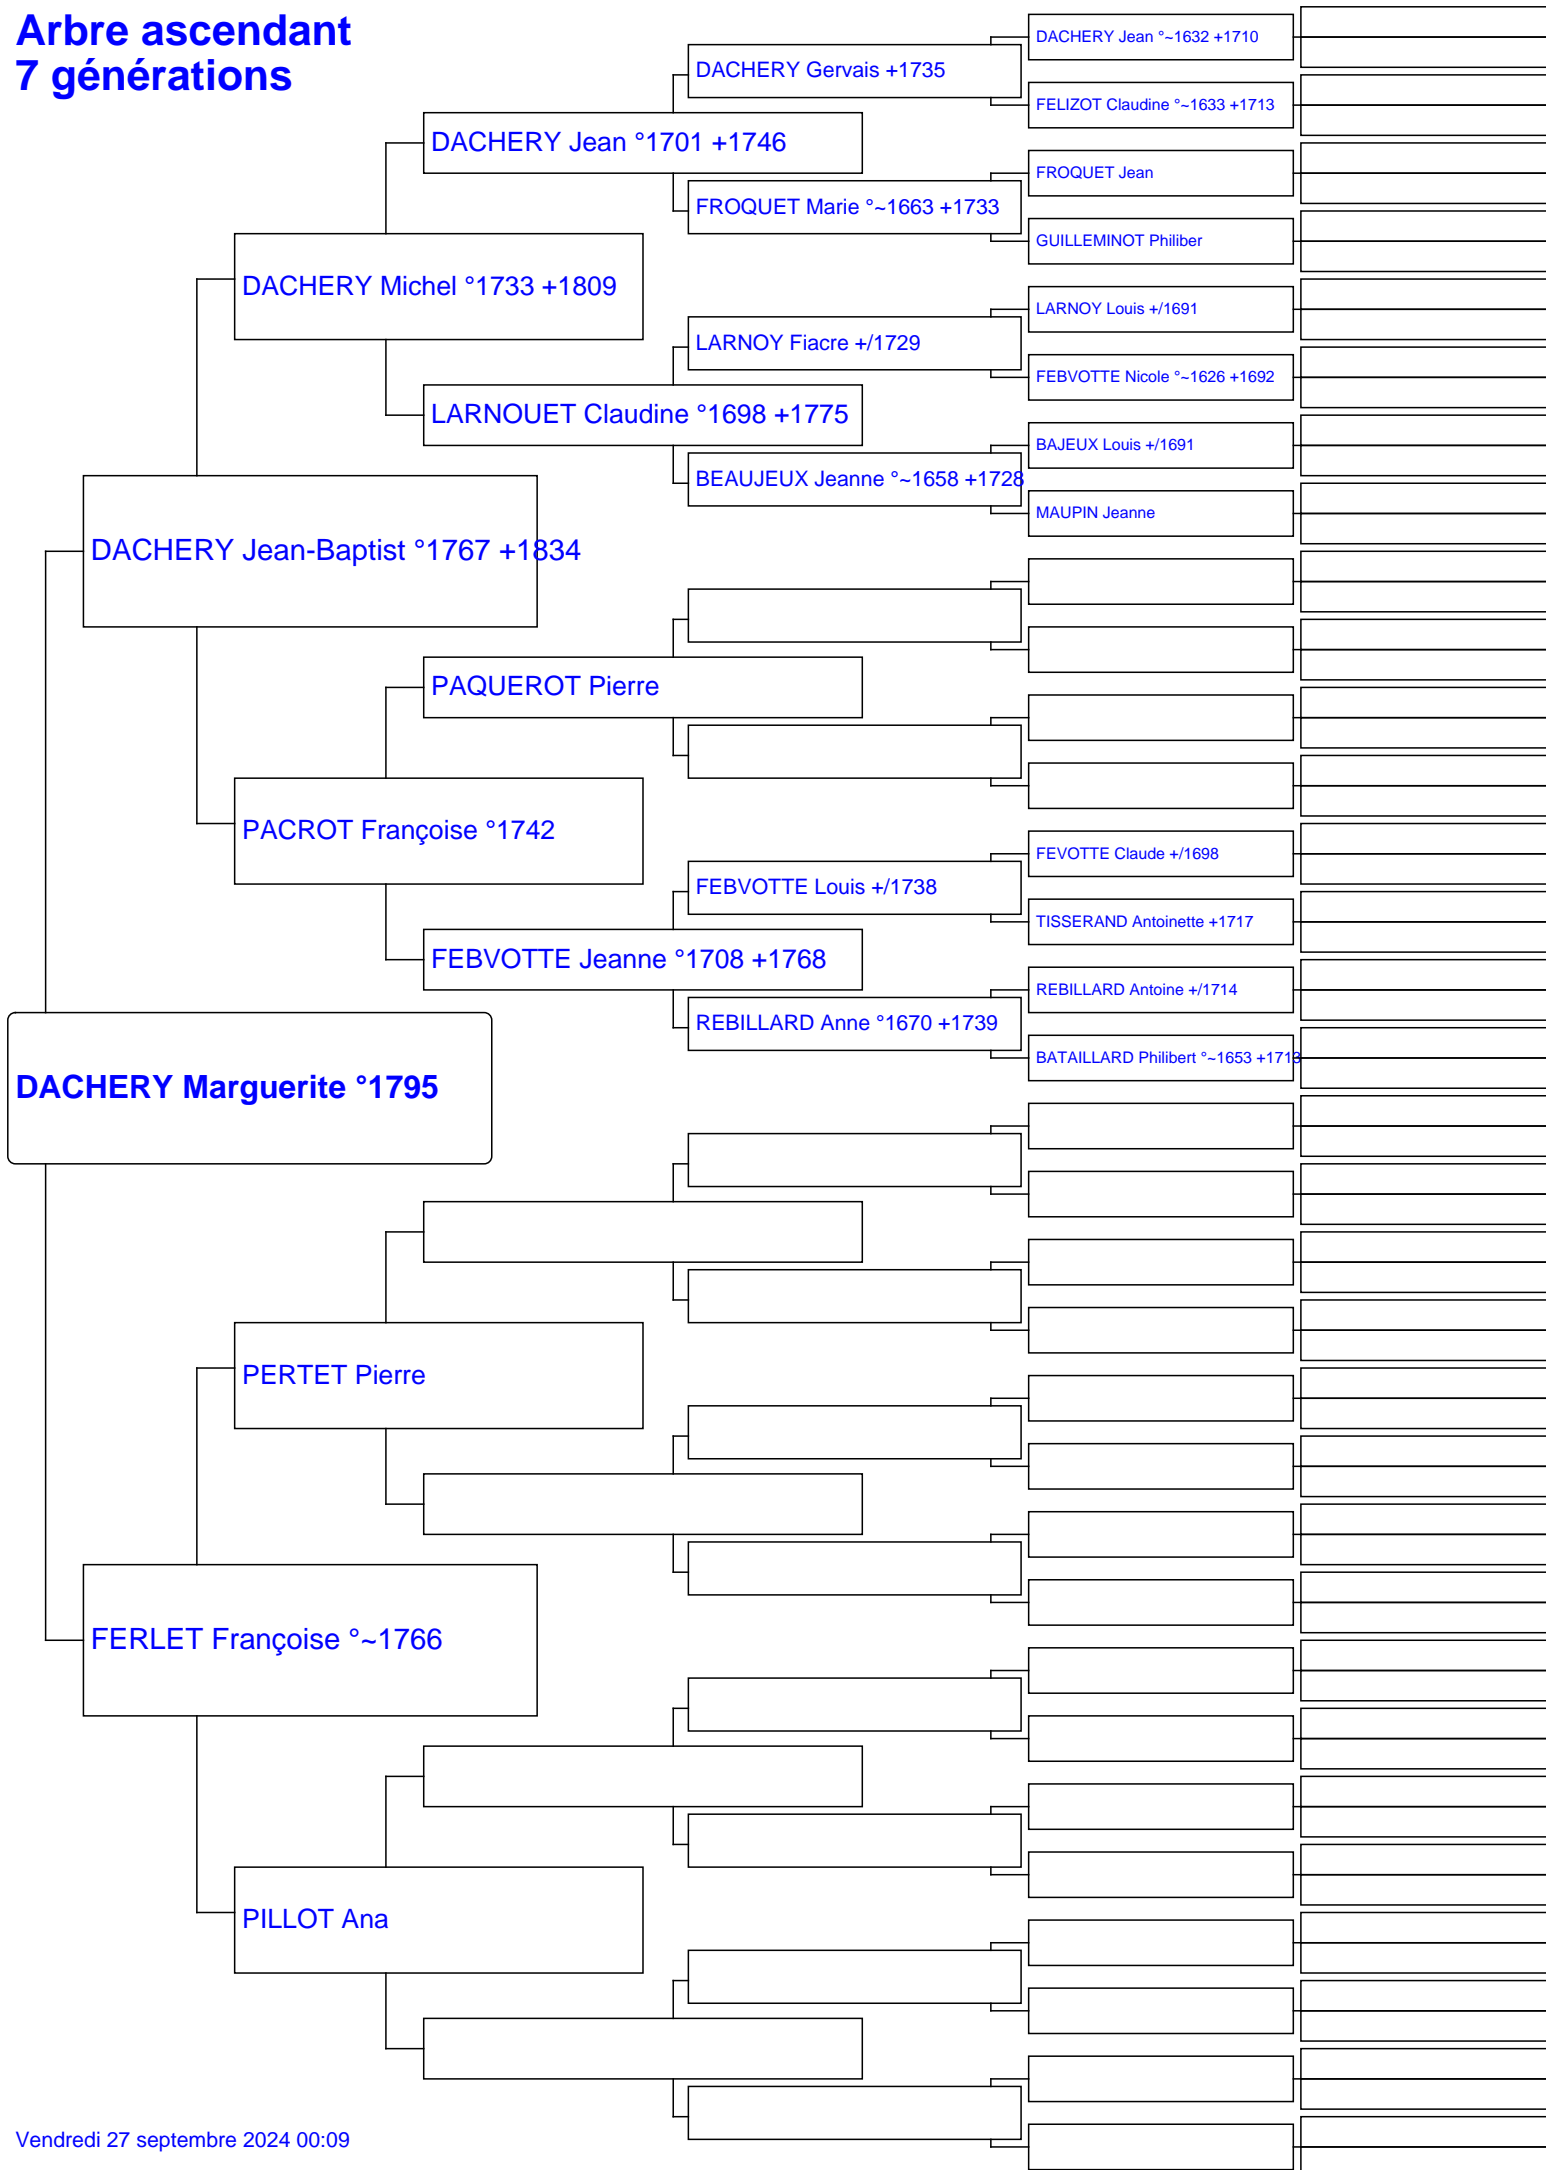 Arbre ascendant
7 générations
DACHERY Jean °~1632 +1710
DACHERY Gervais +1735
FELIZOT Claudine °~1633 +1713
DACHERY Jean °1701 +1746
FROQUET Jean
FROQUET Marie °~1663 +1733
GUILLEMINOT Philiber
DACHERY Michel °1733 +1809
LARNOY Louis +/1691
LARNOY Fiacre +/1729
FEBVOTTE Nicole °~1626 +1692
LARNOUET Claudine °1698 +1775
BAJEUX Louis +/1691
BEAUJEUX Jeanne °~1658 +1728
MAUPIN Jeanne
DACHERY Jean-Baptist °1767 +1834
PAQUEROT Pierre
PACROT Françoise °1742
FEVOTTE Claude +/1698
FEBVOTTE Louis +/1738
TISSERAND Antoinette +1717
FEBVOTTE Jeanne °1708 +1768
REBILLARD Antoine +/1714
REBILLARD Anne °1670 +1739
BATAILLARD Philibert °~1653 +1713
DACHERY Marguerite °1795
PERTET Pierre
FERLET Françoise °~1766
PILLOT Ana
Vendredi 27 septembre 2024 00:09